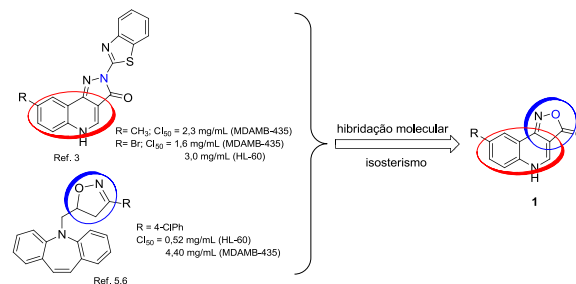 N
S
N
N
O
R
N
H
R= CH3; CI50 = 2,3 mg/mL (MDAMB-435)
R= Br; CI50 = 1,6 mg/mL (MDAMB-435)
3,0 mg/mL (HL-60)
Ref. 3
hibridação molecular
isosterismo
N
O
R
N
H
1
O
N
R
N
R = 4-ClPh
CI50 = 0,52 mg/mL (HL-60)
4,40 mg/mL (MDAMB-435)
Ref. 5.6